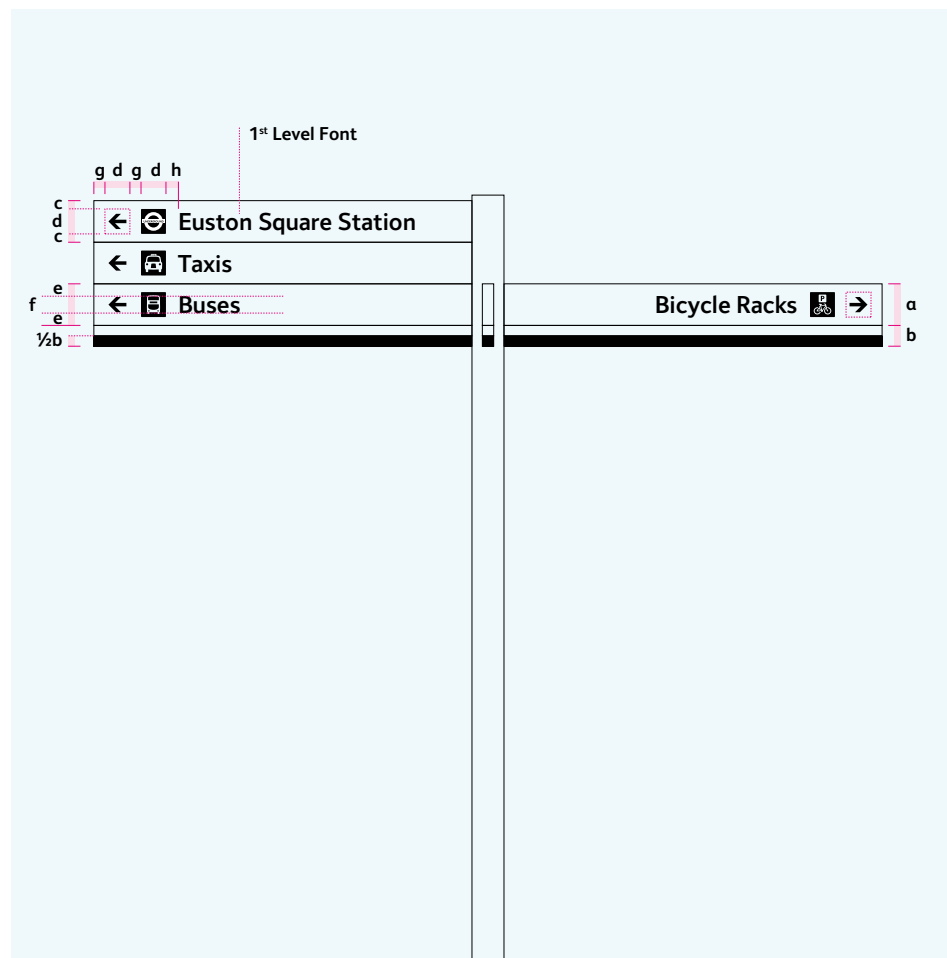 1st Level Font
g d g d h
c
d
c
Euston Square Station
Taxis
e
f
e
Buses
½b
P
Bicycle Racks
a
b